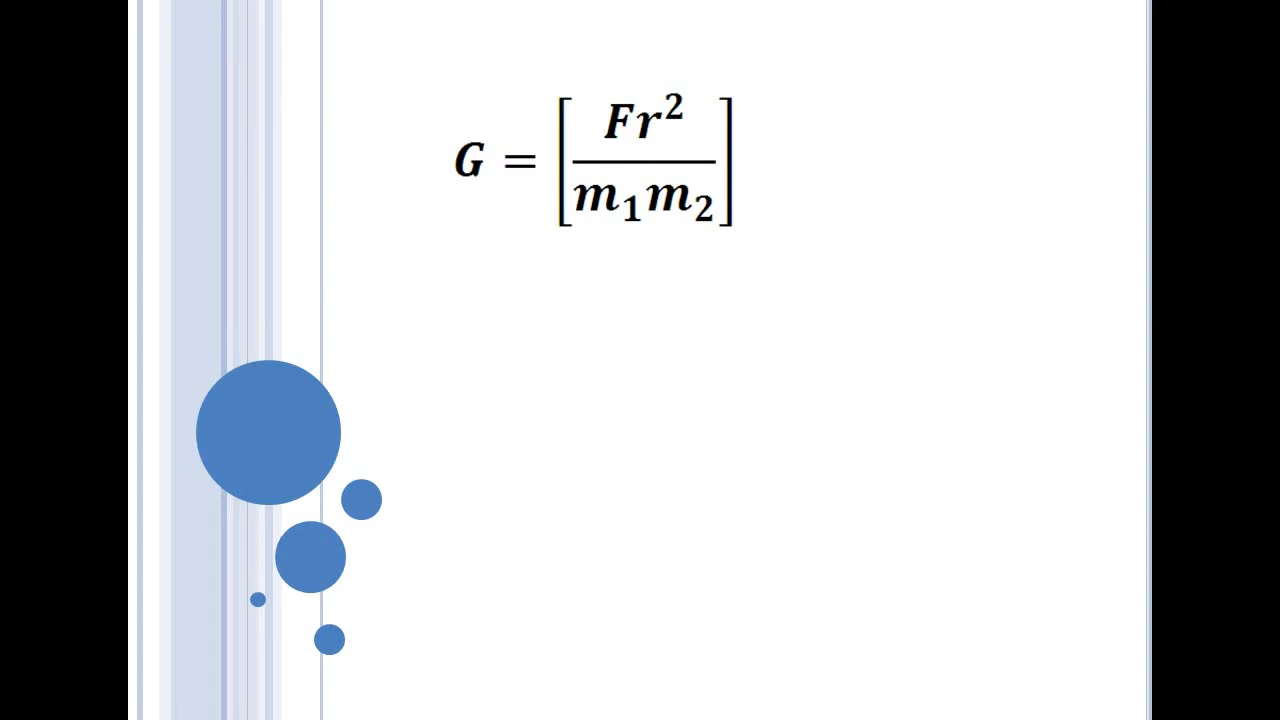 G = [Fr²/m₁m₂]